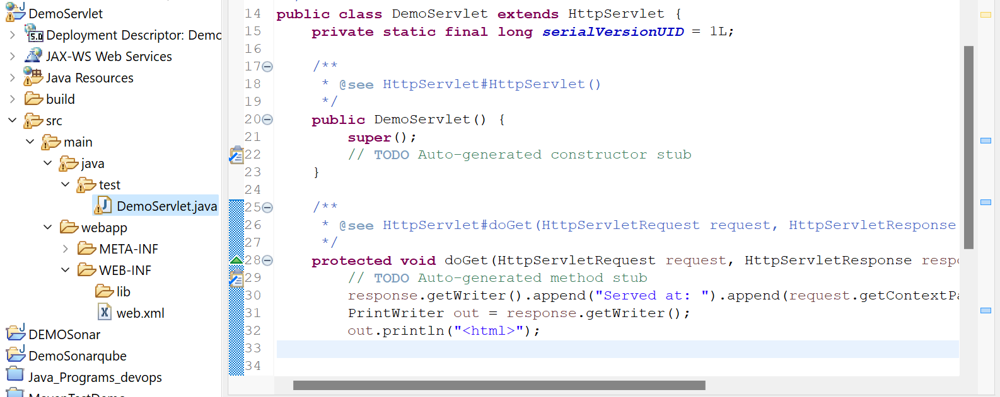 DemoServlet
5.0 Deployment Descriptor: Demo
JAX-WS Web Services
Java Resources
build
src
main
java
test
DemoServlet.java
webapp
META-INF
WEB-INF
lib
web.xml
DEMOSonar
DemoSonarqube
Java_Programs_devops
MavenTestDemo
14 public class DemoServlet extends HttpServlet {
15 private static final long serialVersionUID = 1L;
16
17 /**
18 * @see HttpServlet#HttpServlet()
19 */
20 public DemoServlet() {
21 super();
22 // TODO Auto-generated constructor stub
23 }
24
25 /**
26 * @see HttpServlet#doGet(HttpServletRequest request, HttpServletResponse
27 */
28 protected void doGet(HttpServletRequest request, HttpServletResponse respo
29 // TODO Auto-generated method stub
30 response.getWriter().append("Served at: ").append(request.getContextPa
31 PrintWriter out = response.getWriter();
32 out.println("<html>");
33
34